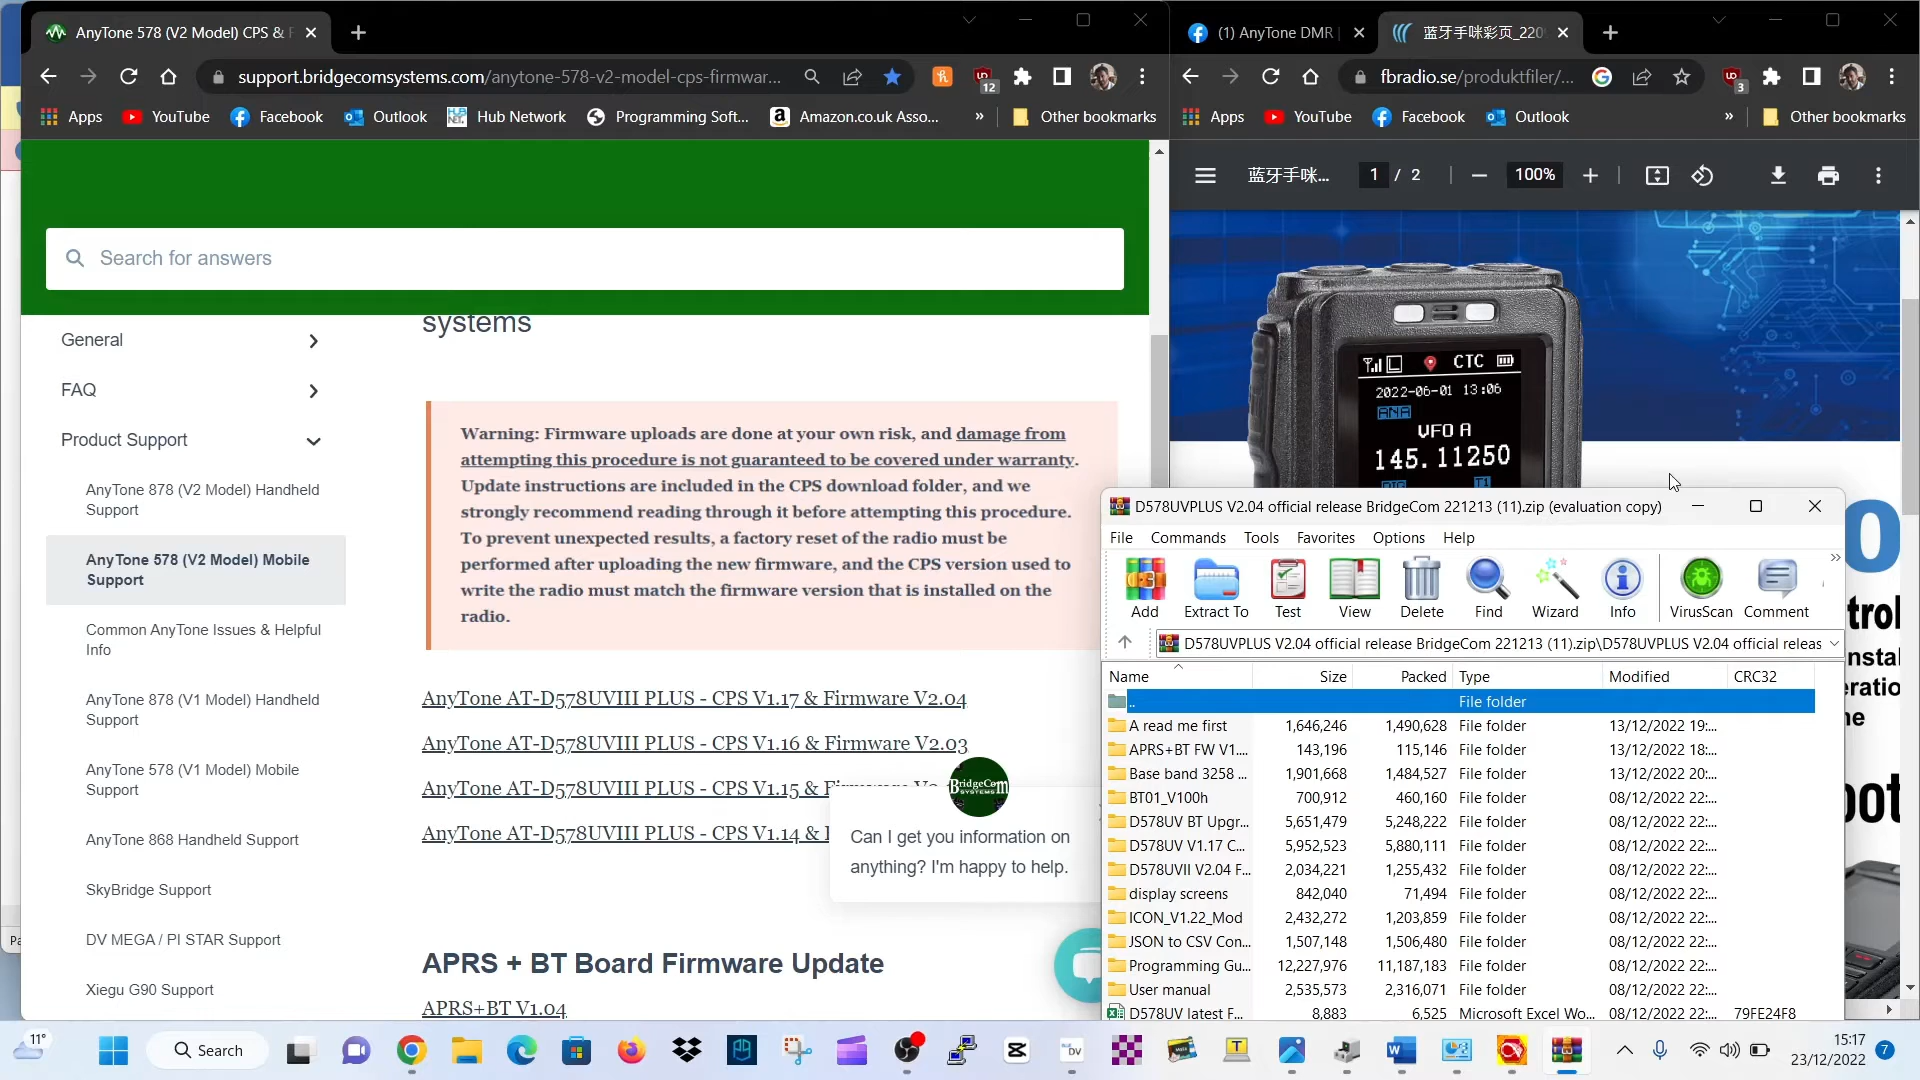 AnyTone 578 (V2 Model) CPS & F
support.bridgecomsystems.com/anytone-578-v2-model-cps-firmwar...
12
Apps
YouTube
Facebook
Outlook
Hub Network
Programming Soft...
Amazon.co.uk Asso...
»
Other bookmarks
Search for answers
systems
General
FAQ
Product Support
AnyTone 878 (V2 Model) Handheld
Support
AnyTone 578 (V2 Model) Mobile
Support
Common AnyTone Issues & Helpful
Info
AnyTone 878 (V1 Model) Handheld
Support
AnyTone 578 (V1 Model) Mobile
Support
AnyTone 868 Handheld Support
SkyBridge Support
DV MEGA / PI STAR Support
Xiegu G90 Support
Warning: Firmware uploads are done at your own risk, and damage from
attempting this procedure is not guaranteed to be covered under warranty.
Update instructions are included in the CPS download folder, and we
strongly recommend reading through it before attempting this procedure.
To prevent unexpected results, a factory reset of the radio must be
performed after uploading the new firmware, and the CPS version used to
write the radio must match the firmware version that is installed on the
radio.
AnyTone AT-D578UVIII PLUS - CPS V1.17 & Firmware V2.04
AnyTone AT-D578UVIII PLUS - CPS V1.16 & Firmware V2.03
AnyTone AT-D578UVIII PLUS - CPS V1.15 &
AnyTone AT-D578UVIII PLUS - CPS V1.14 &
BridgeCom
SYSTEMS
Can I get you information on
anything? I'm happy to help.
APRS + BT Board Firmware Update
APRS+BT V1.04
(1) AnyTone DMR
蓝牙手咪彩页_220
fbradio.se/produktfiler/...
3
Apps
YouTube
Facebook
Outlook
»
Other bookmarks
蓝牙手咪...
1 / 2
100%
CTC
2022-06-01 13:06
ANA
VFO A
145.11250
D578UVPLUS V2.04 official release BridgeCom 221213 (11).zip (evaluation copy)
File Commands Tools Favorites Options Help
Add Extract To Test View Delete Find Wizard Info VirusScan Comment
D578UVPLUS V2.04 official release BridgeCom 221213 (11).zip\D578UVPLUS V2.04 official releas
Name Size Packed Type Modified CRC32
.. File folder
A read me first 1,646,246 1,490,628 File folder 13/12/2022 19:...
APRS+BT FW V1.... 143,196 115,146 File folder 13/12/2022 18:...
Base band 3258 ... 1,901,668 1,484,527 File folder 13/12/2022 20:...
BT01_V100h 700,912 460,160 File folder 08/12/2022 22:...
D578UV BT Upgr... 5,651,479 5,248,222 File folder 08/12/2022 22:...
D578UV V1.17 C... 5,952,523 5,880,111 File folder 08/12/2022 22:...
D578UVII V2.04 F... 2,034,221 1,255,432 File folder 08/12/2022 22:...
display screens 842,040 71,494 File folder 08/12/2022 22:...
ICON_V1.22_Mod 2,432,272 1,203,859 File folder 08/12/2022 22:...
JSON to CSV Con... 1,507,148 1,506,480 File folder 08/12/2022 22:...
Programming Gu... 12,227,976 11,187,183 File folder 08/12/2022 22:...
User manual 2,535,573 2,316,071 File folder 08/12/2022 22:...
D578UV latest F... 8,883 6,525 Microsoft Excel Wo... 08/12/2022 22:... 79FE24F8
11°
Search
DV
15:17
23/12/2022
7